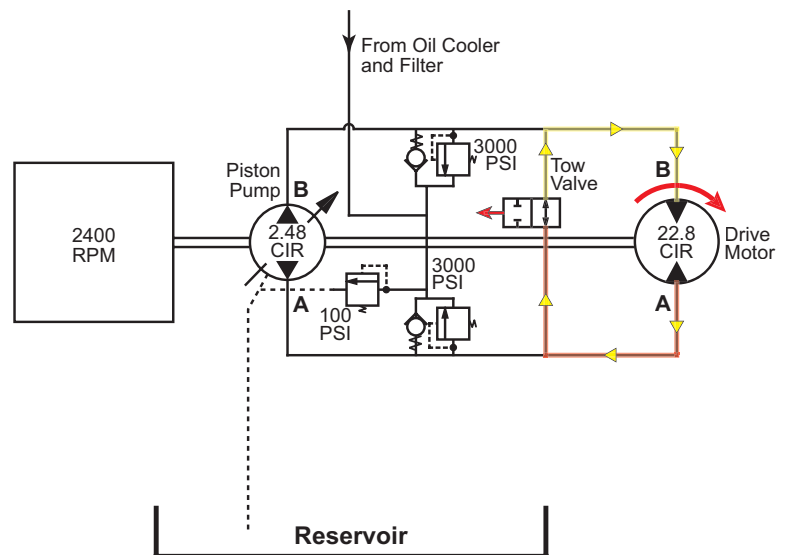 From Oil Cooler
and Filter
3000
PSI
Piston
Pump
B
Tow
Valve
B
2400
RPM
2.48
CIR
22.8
CIR
Drive
Motor
3000
PSI
A
100
PSI
A
Reservoir